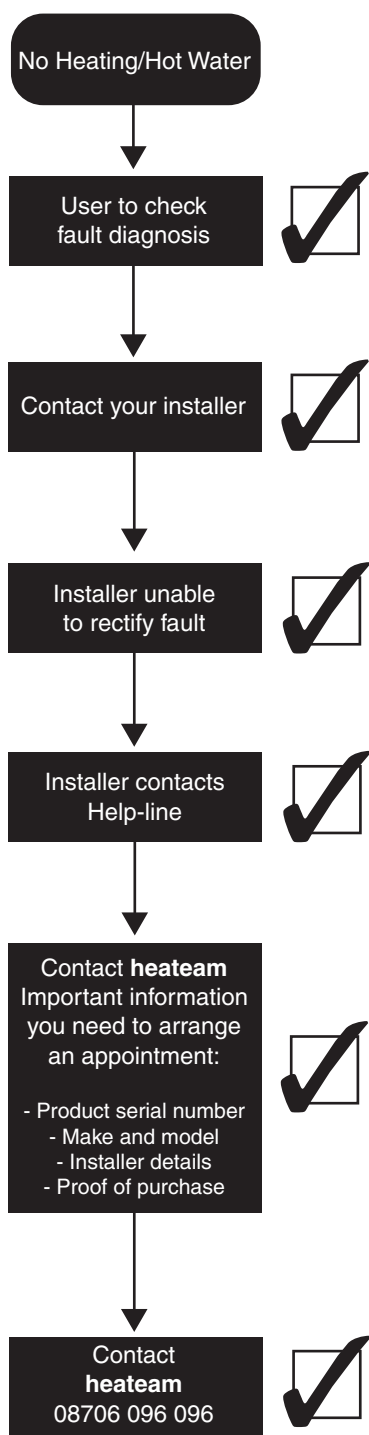 No Heating/Hot Water
User to check
fault diagnosis
Contact your installer
Installer unable
to rectify fault
Installer contacts
Help-line
Contact heateam
Important information
you need to arrange
an appointment:
- Product serial number
- Make and model
- Installer details
- Proof of purchase
Contact
heateam
08706 096 096